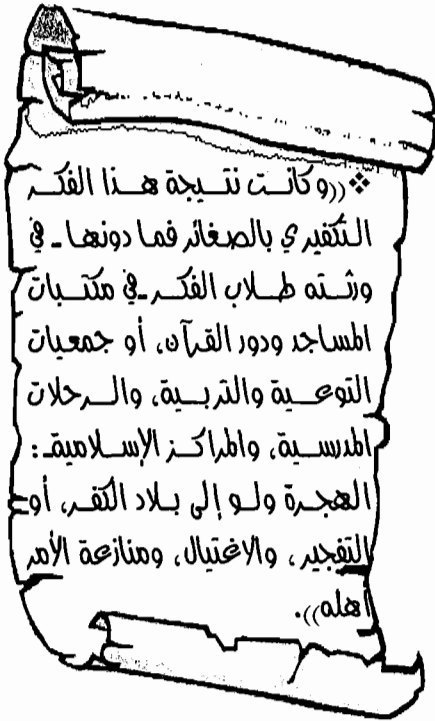 ❖((وكانت نتيجة هذا الفكر
التكفيري بالصغائر فما دونها - في
ورثته طلاب الفكر - في مكتبات
المساجد ودور القرآن، أو جمعيات
التوعية والتربية، والرحلات
المدرسية، والمراكز الإسلامية -:
الهجرة ولو إلى بلاد الكفر، أو
التفجير، والاغتيال، ومنازعة الأمر
أهله)).